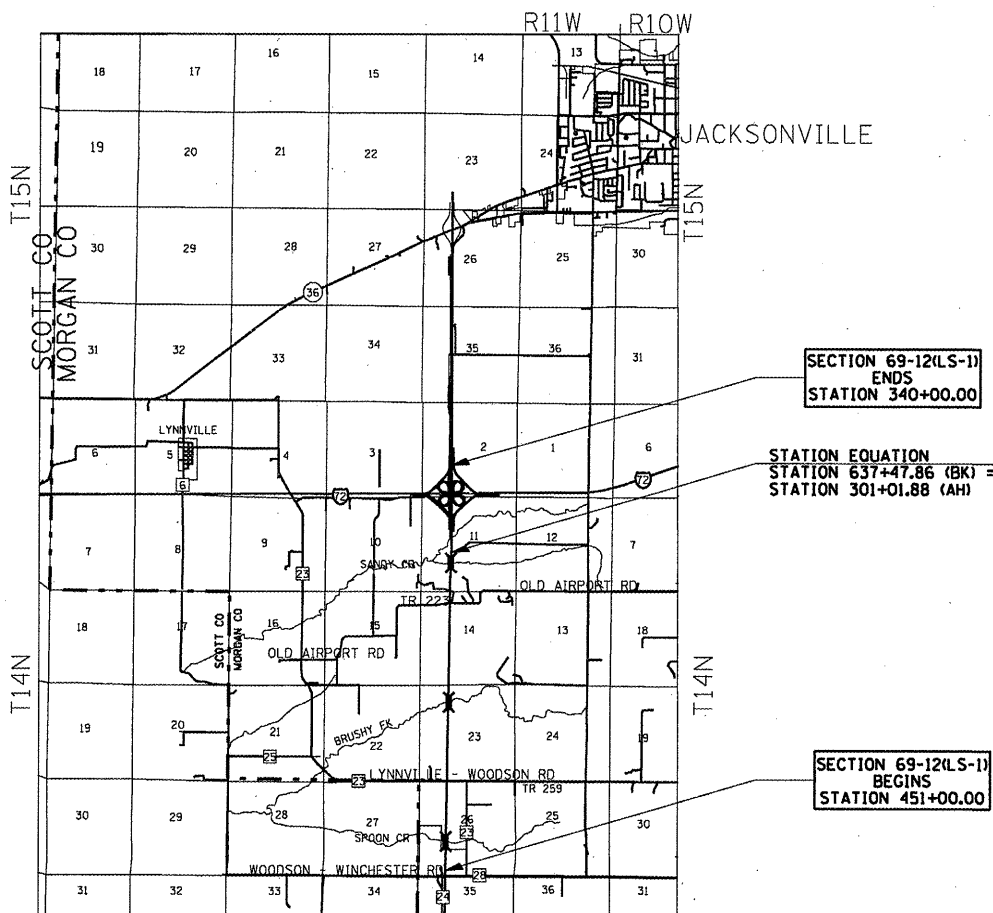 R11W R10W
16 14 13
18 17 15
JACKSONVILLE
19 20 21 22 23 24
T15N T15N
30 29 28 27 26 25 30
SCOTT CO
MORGAN CO
36
31 32 33 34 35 36 31
SECTION 69-12(LS-1)
ENDS
STATION 340+00.00
LYNNVILLE
6 5 4 3 2 1 6
STATION EQUATION
STATION 637+47.86 (BK) =
STATION 301+01.88 (AH)
6 72 72
7 8 9 10 11 12 7
SANDY CR
23
OLD AIRPORT RD
TR 223
18 17 16 15 14 13 18
SCOTT CO
MORGAN CO
OLD AIRPORT RD
T14N T14N
19 20 21 22 23 24 19
BRUSHY FK
25
23 LYNNVILLE - WOODSON RD
TR 259
SECTION 69-12(LS-1)
BEGINS
STATION 451+00.00
30 29 28 27 26 25 30
23
SPOON CR
WOODSON - WINCHESTER RD
28
31 32 33 34 35 36 31
24